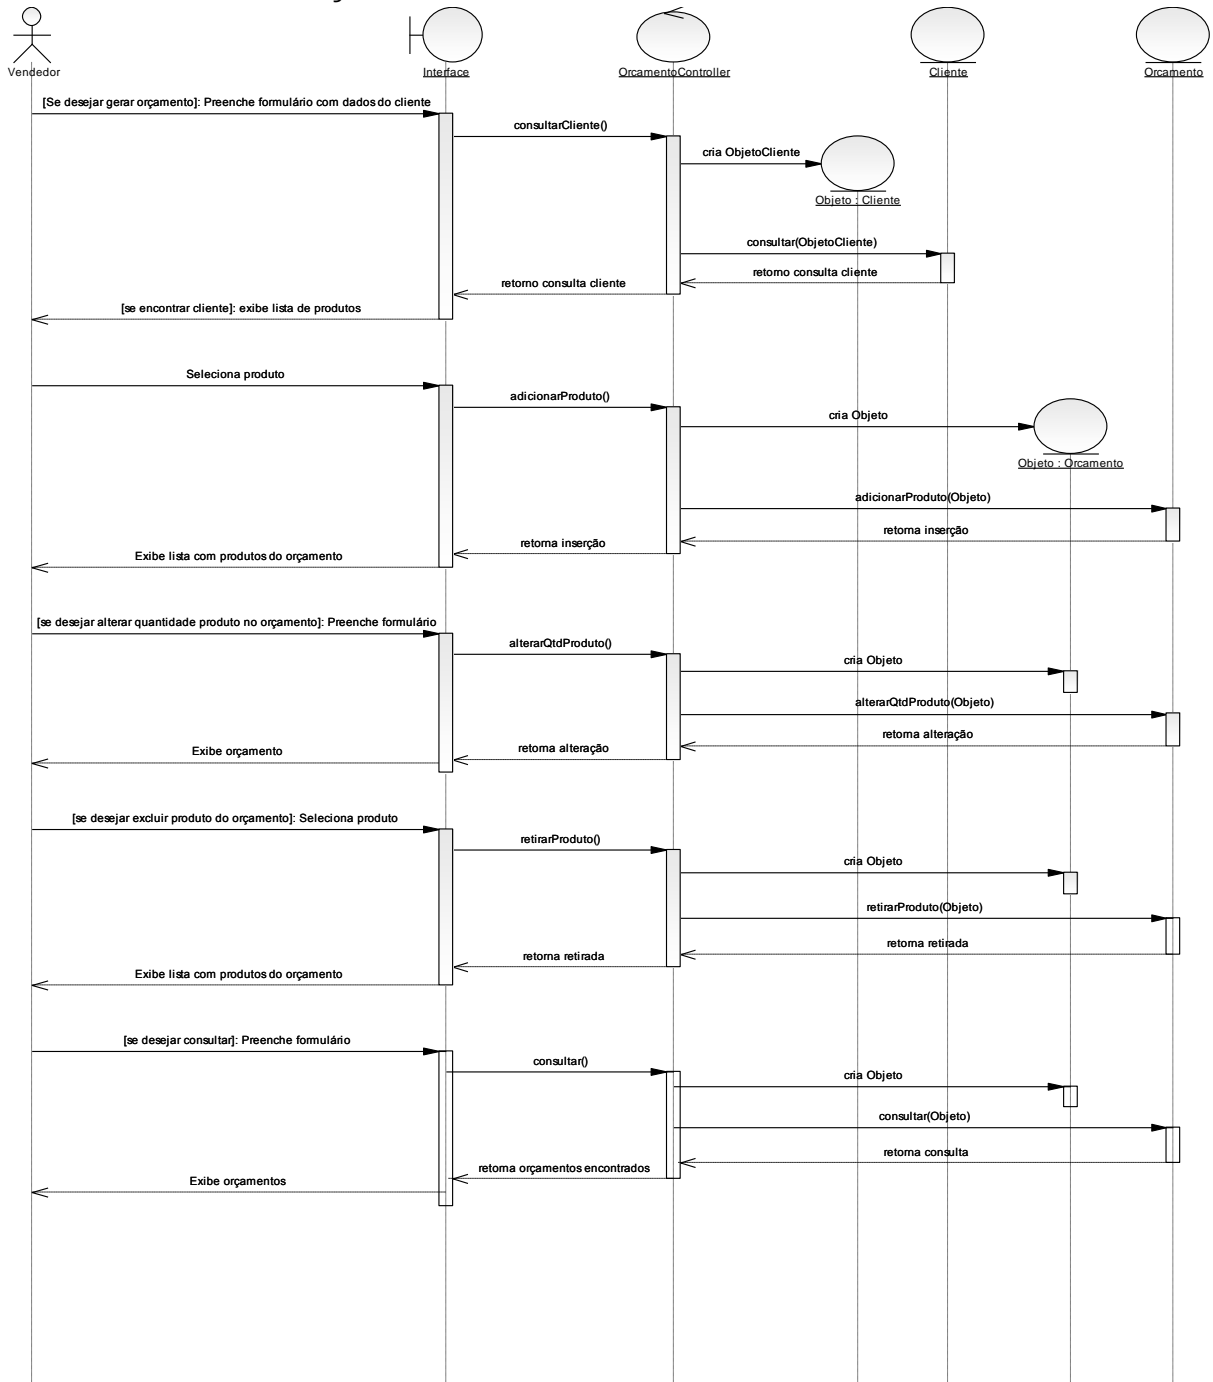 Vendedor
Interface
OrcamentoController
Cliente
Orcamento
[Se desejar gerar orçamento]: Preenche formulário com dados do cliente
consultarCliente()
cria ObjetoCliente
Objeto : Cliente
consultar(ObjetoCliente)
retorno consulta cliente
retorno consulta cliente
[se encontrar cliente]: exibe lista de produtos
Seleciona produto
adicionarProduto()
cria Objeto
Objeto : Orcamento
adicionarProduto(Objeto)
retorna inserção
retorna inserção
Exibe lista com produtos do orçamento
[se desejar alterar quantidade produto no orçamento]: Preenche formulário
alterarQtdProduto()
cria Objeto
alterarQtdProduto(Objeto)
retorna alteração
retorna alteração
Exibe orçamento
[se desejar excluir produto do orçamento]: Seleciona produto
retirarProduto()
cria Objeto
retirarProduto(Objeto)
retorna retirada
retorna retirada
Exibe lista com produtos do orçamento
[se desejar consultar]: Preenche formulário
consultar()
cria Objeto
consultar(Objeto)
retorna consulta
retorna orçamentos encontrados
Exibe orçamentos